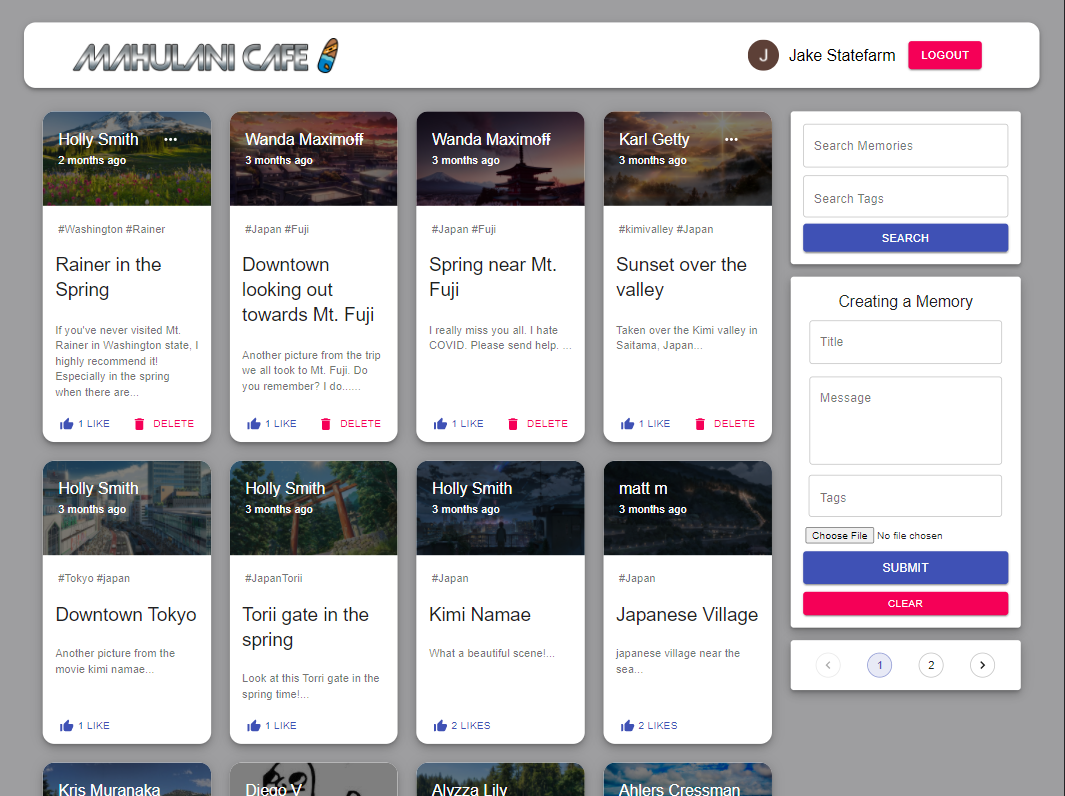 MAHULANI CAFE
J Jake Statefarm LOGOUT
Holly Smith ...
2 months ago
#Washington #Rainer
Rainer in the
Spring
If you've never visited Mt.
Rainer in Washington state, I
highly recommend it!
Especially in the spring
when there are...
1 LIKE DELETE
Wanda Maximoff
3 months ago
#Japan #Fuji
Downtown
looking out
towards Mt. Fuji
Another picture from the trip
we all took to Mt. Fuji. Do
you remember? I do......
1 LIKE DELETE
Wanda Maximoff
3 months ago
#Japan #Fuji
Spring near Mt.
Fuji
I really miss you all. I hate
COVID. Please send help. ...
1 LIKE DELETE
Karl Getty ...
3 months ago
#kimivalley #Japan
Sunset over the
valley
Taken over the Kimi valley in
Saitama, Japan...
1 LIKE DELETE
Holly Smith
3 months ago
#Tokyo #japan
Downtown Tokyo
Another picture from the
movie kimi namae...
1 LIKE
Holly Smith
3 months ago
#JapanTorii
Torii gate in the
spring
Look at this Torri gate in the
spring time!...
1 LIKE
Holly Smith
3 months ago
#Japan
Kimi Namae
What a beautiful scene!...
2 LIKES
matt m
3 months ago
#Japan
Japanese Village
japanese village near the
sea...
2 LIKES
Kris Muranaka
Diego V
Alyzza Lily
Ahlers Cressman
Search Memories
Search Tags
SEARCH
Creating a Memory
Title
Message
Tags
Choose File No file chosen
SUBMIT
CLEAR
< 1 2 >